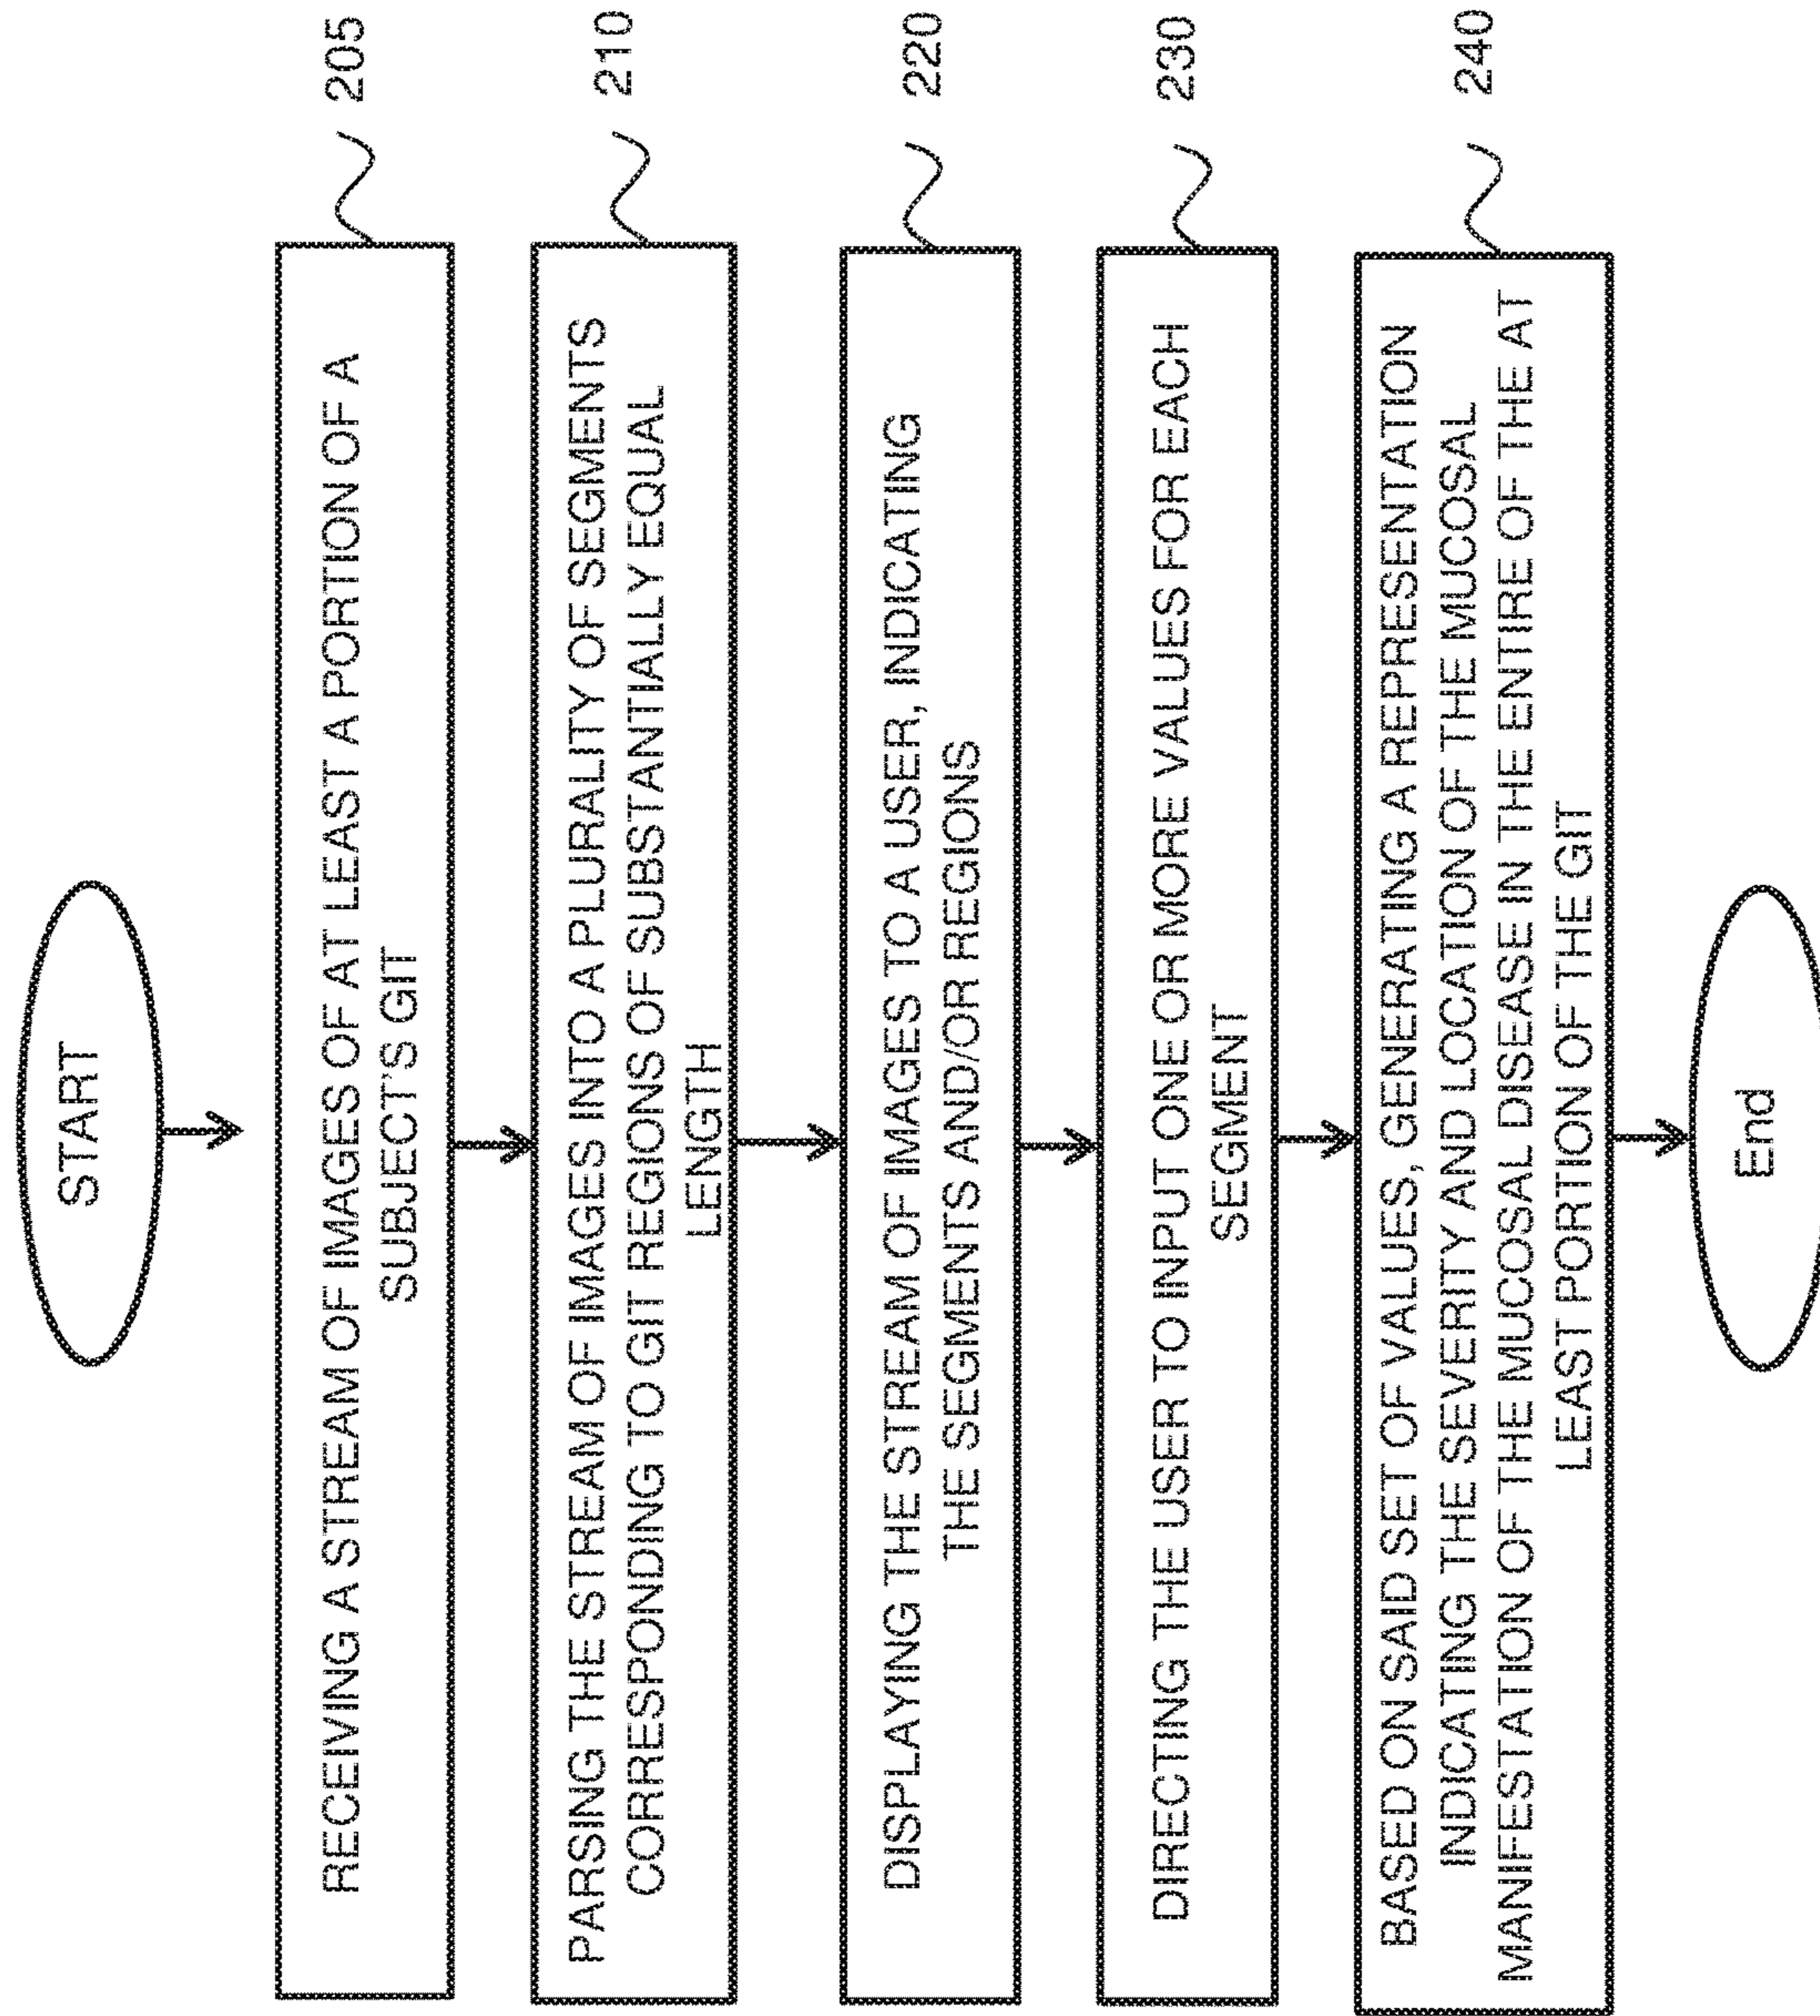 START
RECEIVING A STREAM OF IMAGES OF AT LEAST A PORTION OF A
SUBJECT'S GIT
205
PARSING THE STREAM OF IMAGES INTO A PLURALITY OF SEGMENTS
CORRESPONDING TO GIT REGIONS OF SUBSTANTIALLY EQUAL
LENGTH
210
DISPLAYING THE STREAM OF IMAGES TO A USER, INDICATING
THE SEGMENTS AND/OR REGIONS
220
DIRECTING THE USER TO INPUT ONE OR MORE VALUES FOR EACH
SEGMENT
230
BASED ON SAID SET OF VALUES, GENERATING A REPRESENTATION
INDICATING THE SEVERITY AND LOCATION OF THE MUCOSAL
MANIFESTATION OF THE MUCOSAL DISEASE IN THE ENTIRE OF THE AT
LEAST PORTION OF THE GIT
240
End